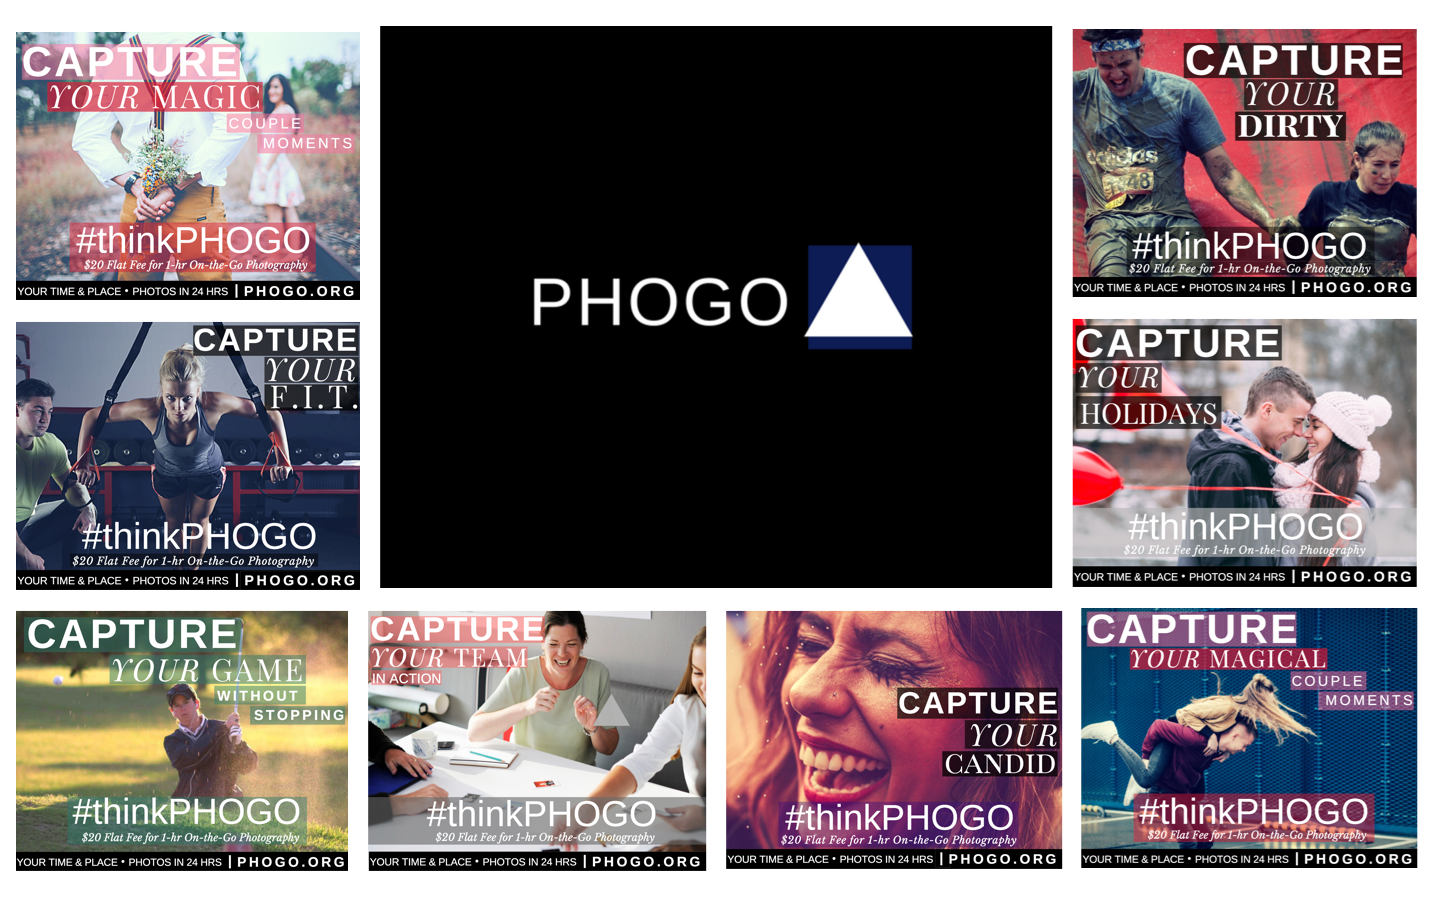 CAPTURE
YOUR MAGIC
COUPLE
MOMENTS
#thinkPHOGO
$20 Flat Fee for 1-hr On-the-Go Photography
YOUR TIME & PLACE • PHOTOS IN 24 HRS | PHOGO.ORG
PHOGO
CAPTURE
YOUR
DIRTY
adidas
48
#thinkPHOGO
$20 Flat Fee for 1-hr On-the-Go Photography
YOUR TIME & PLACE • PHOTOS IN 24 HRS | PHOGO.ORG
CAPTURE
YOUR
F.I.T.
#thinkPHOGO
$20 Flat Fee for 1-hr On-the-Go Photography
YOUR TIME & PLACE • PHOTOS IN 24 HRS | PHOGO.ORG
CAPTURE
YOUR
HOLIDAYS
#thinkPHOGO
$20 Flat Fee for 1-hr On-the-Go Photography
YOUR TIME & PLACE • PHOTOS IN 24 HRS | PHOGO.ORG
CAPTURE
YOUR GAME
WITHOUT
STOPPING
#thinkPHOGO
$20 Flat Fee for 1-hr On-the-Go Photography
YOUR TIME & PLACE • PHOTOS IN 24 HRS | PHOGO.ORG
CAPTURE
YOUR TEAM
IN ACTION
#thinkPHOGO
$20 Flat Fee for 1-hr On-the-Go Photography
YOUR TIME & PLACE • PHOTOS IN 24 HRS | PHOGO.ORG
CAPTURE
YOUR
CANDID
#thinkPHOGO
$20 Flat Fee for 1-hr On-the-Go Photography
YOUR TIME & PLACE • PHOTOS IN 24 HRS | PHOGO.ORG
CAPTURE
YOUR MAGICAL
COUPLE
MOMENTS
#thinkPHOGO
$20 Flat Fee for 1-hr On-the-Go Photography
YOUR TIME & PLACE • PHOTOS IN 24 HRS | PHOGO.ORG